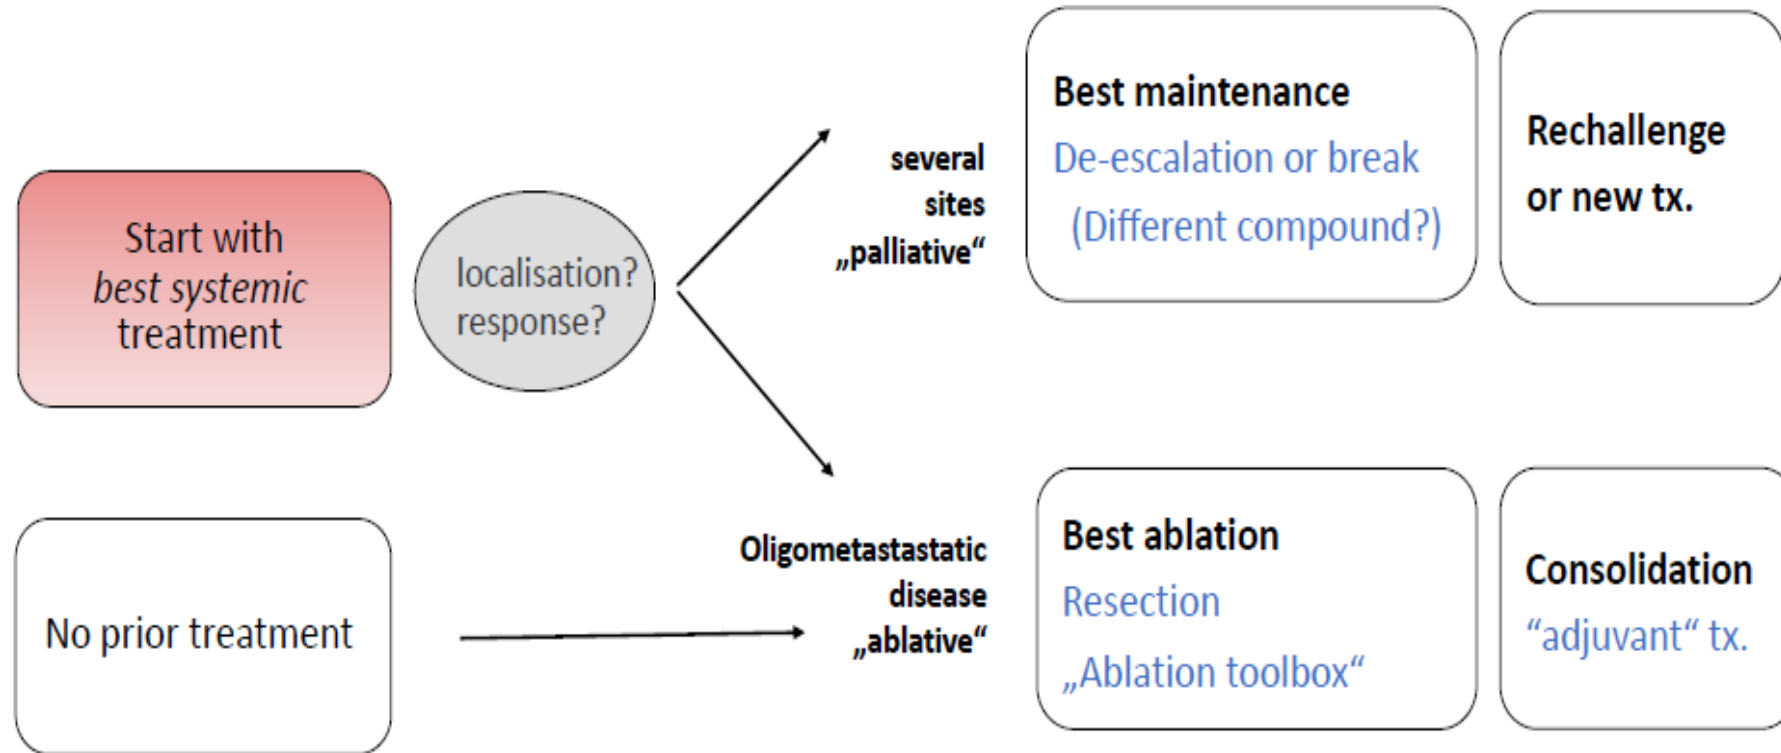 Start with
best systemic
treatment
localisation?
response?
several
sites
„palliative“
Best maintenance
De-escalation or break
(Different compound?)
Rechallenge
or new tx.
No prior treatment
Oligometastastatic
disease
„ablative“
Best ablation
Resection
„Ablation toolbox“
Consolidation
“adjuvant“ tx.